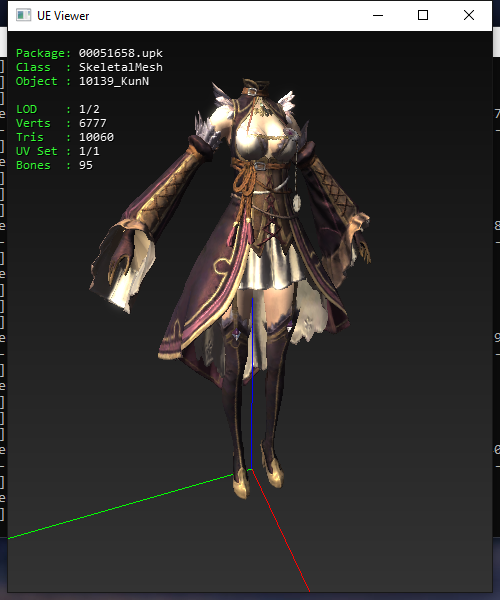 UE Viewer
Package: 00051658.upk
Class : SkeletalMesh
Object : 10139_KunN
LOD : 1/2
Verts : 6777
Tris : 10060
UV Set : 1/1
Bones : 95